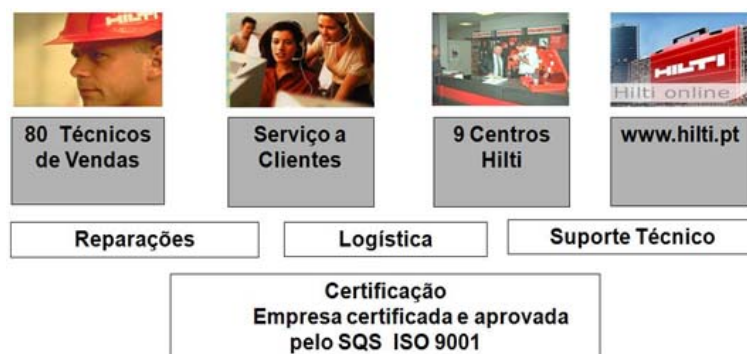 HILTI
HILTI
Hilti online
80 Técnicos
de Vendas
Serviço a
Clientes
9 Centros
Hilti
www.hilti.pt
Reparações
Logística
Suporte Técnico
Certificação
Empresa certificada e aprovada
pelo SQS ISO 9001